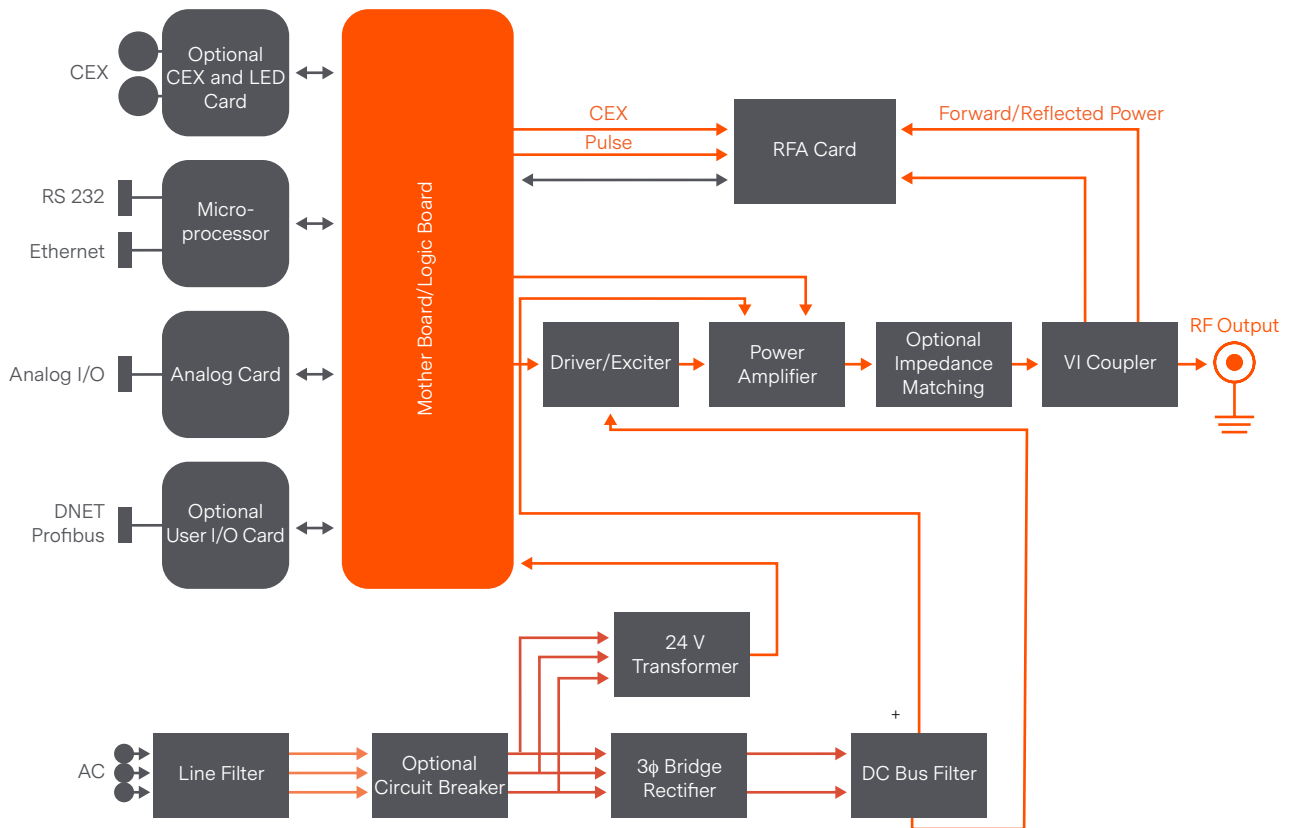 CEX
Optional
CEX and LED
Card
RS 232
Ethernet
Micro-
processor
Analog I/O
Analog Card
DNET
Profibus
Optional
User I/O Card
Mother Board/Logic Board
CEX
Pulse
RFA Card
Forward/Reflected Power
Driver/Exciter
Power
Amplifier
Optional
Impedance
Matching
VI Coupler
RF Output
24 V
Transformer
+
AC
Line Filter
Optional
Circuit Breaker
3ϕ Bridge
Rectifier
DC Bus Filter